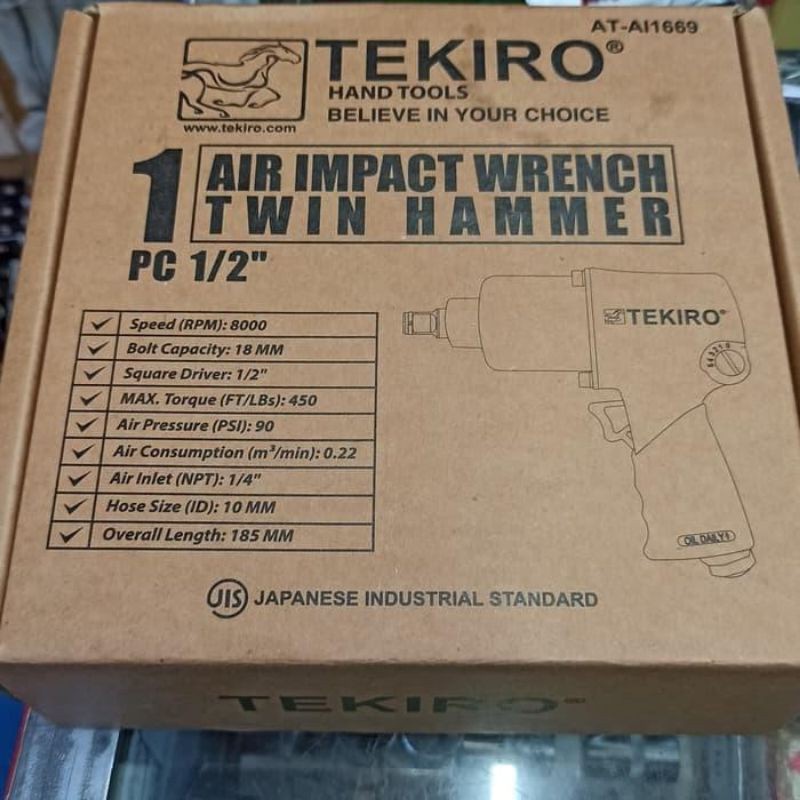 AT-AI1669
TEKIRO®
HAND TOOLS
BELIEVE IN YOUR CHOICE
www.tekiro.com
1 AIR IMPACT WRENCH
TWIN HAMMER
PC 1/2"
Speed (RPM): 8000
Bolt Capacity: 18 MM
Square Driver: 1/2"
MAX. Torque (FT/LBs): 450
Air Pressure (PSI): 90
Air Consumption (m³/min): 0.22
Air Inlet (NPT): 1/4"
Hose Size (ID): 10 MM
Overall Length: 185 MM
TEKIRO®
OIL DAILY!
JIS JAPANESE INDUSTRIAL STANDARD
TEKIRO®